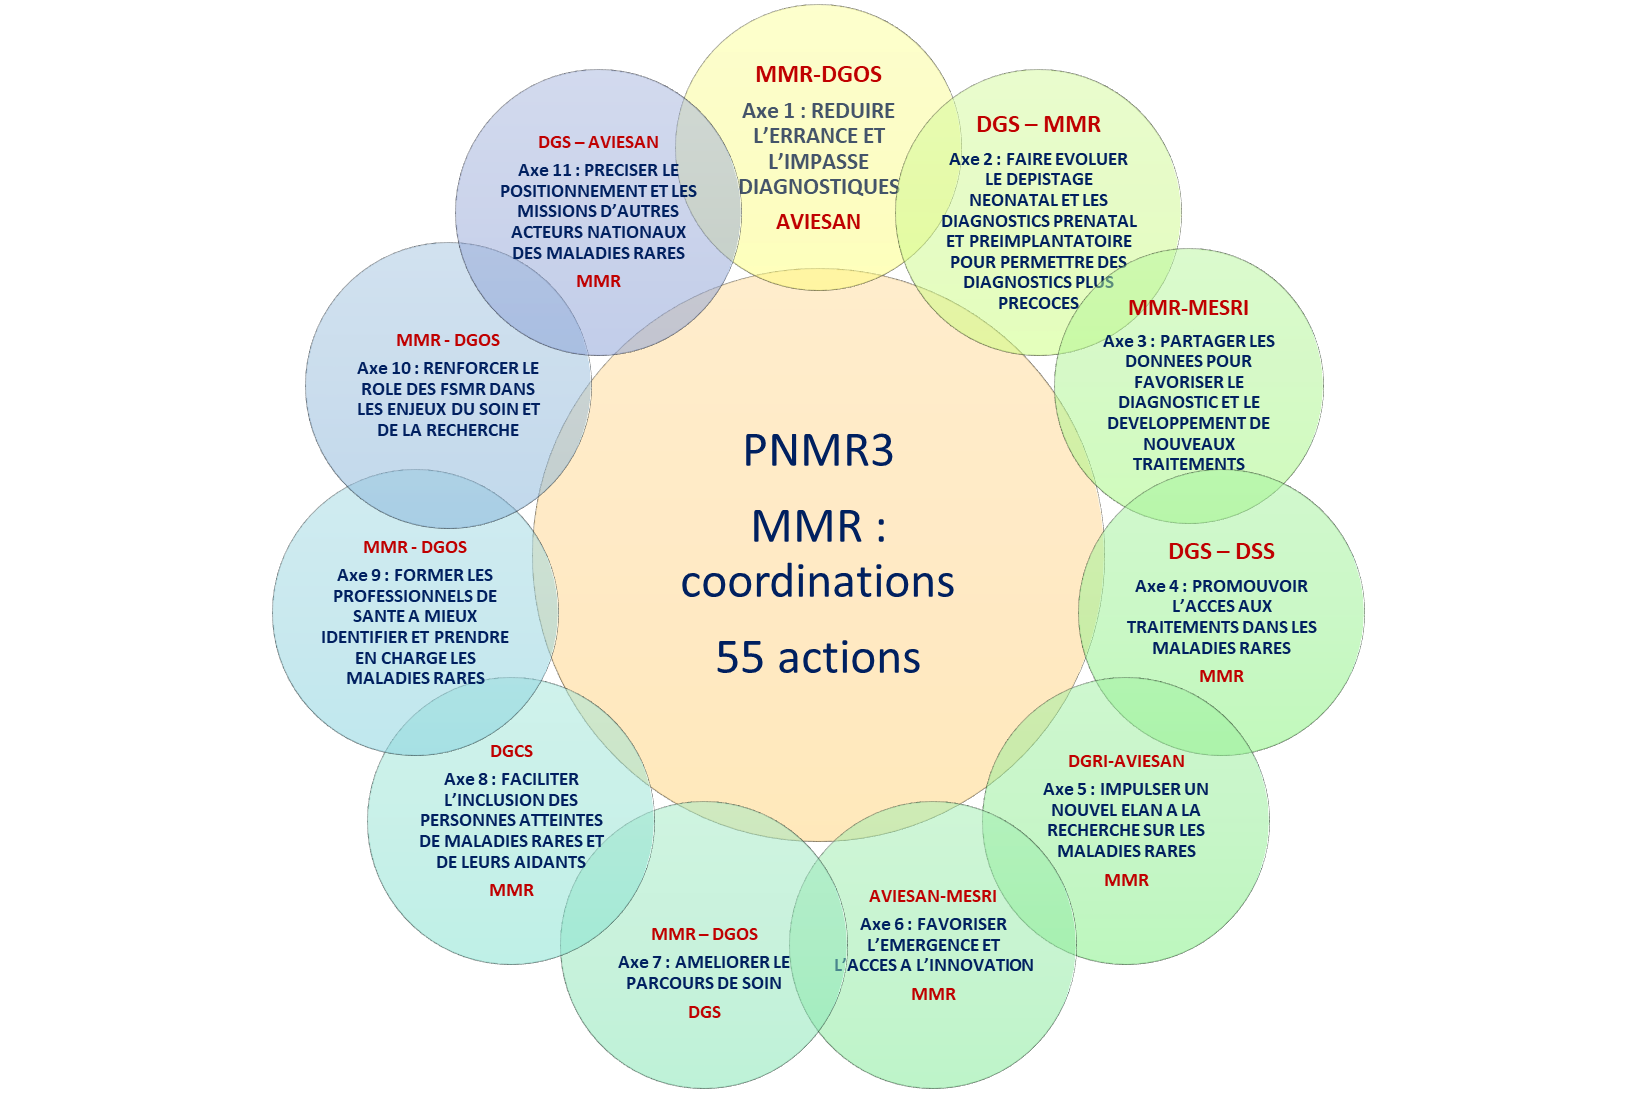 MMR-DGOS
Axe 1 : REDUIRE
L’ERRANCE ET
L’IMPASSE
DIAGNOSTIQUES
AVIESAN
DGS – MMR
Axe 2 : FAIRE EVOLUER
LE DEPISTAGE
NEONATAL ET LES
DIAGNOSTICS PRENATAL
ET PREIMPLANTATOIRE
POUR PERMETTRE DES
DIAGNOSTICS PLUS
PRECOCES
MMR-MESRI
Axe 3 : PARTAGER LES
DONNEES POUR
FAVORISER LE
DIAGNOSTIC ET LE
DEVELOPPEMENT DE
NOUVEAUX
TRAITEMENTS
DGS – DSS
Axe 4 : PROMOUVOIR
L’ACCES AUX
TRAITEMENTS DANS LES
MALADIES RARES
MMR
DGRI-AVIESAN
Axe 5 : IMPULSER UN
NOUVEL ELAN A LA
RECHERCHE SUR LES
MALADIES RARES
MMR
AVIESAN-MESRI
Axe 6 : FAVORISER
L’EMERGENCE ET
L’ACCES A L’INNOVATION
MMR
MMR – DGOS
Axe 7 : AMELIORER LE
PARCOURS DE SOIN
DGS
DGCS
Axe 8 : FACILITER
L’INCLUSION DES
PERSONNES ATTEINTES
DE MALADIES RARES ET
DE LEURS AIDANTS
MMR
MMR - DGOS
Axe 9 : FORMER LES
PROFESSIONNELS DE
SANTE A MIEUX
IDENTIFIER ET PRENDRE
EN CHARGE LES
MALADIES RARES
MMR - DGOS
Axe 10 : RENFORCER LE
ROLE DES FSMR DANS
LES ENJEUX DU SOIN ET
DE LA RECHERCHE
DGS – AVIESAN
Axe 11 : PRECISER LE
POSITIONNEMENT ET LES
MISSIONS D’AUTRES
ACTEURS NATIONAUX
DES MALADIES RARES
MMR
PNMR3
MMR :
coordinations
55 actions